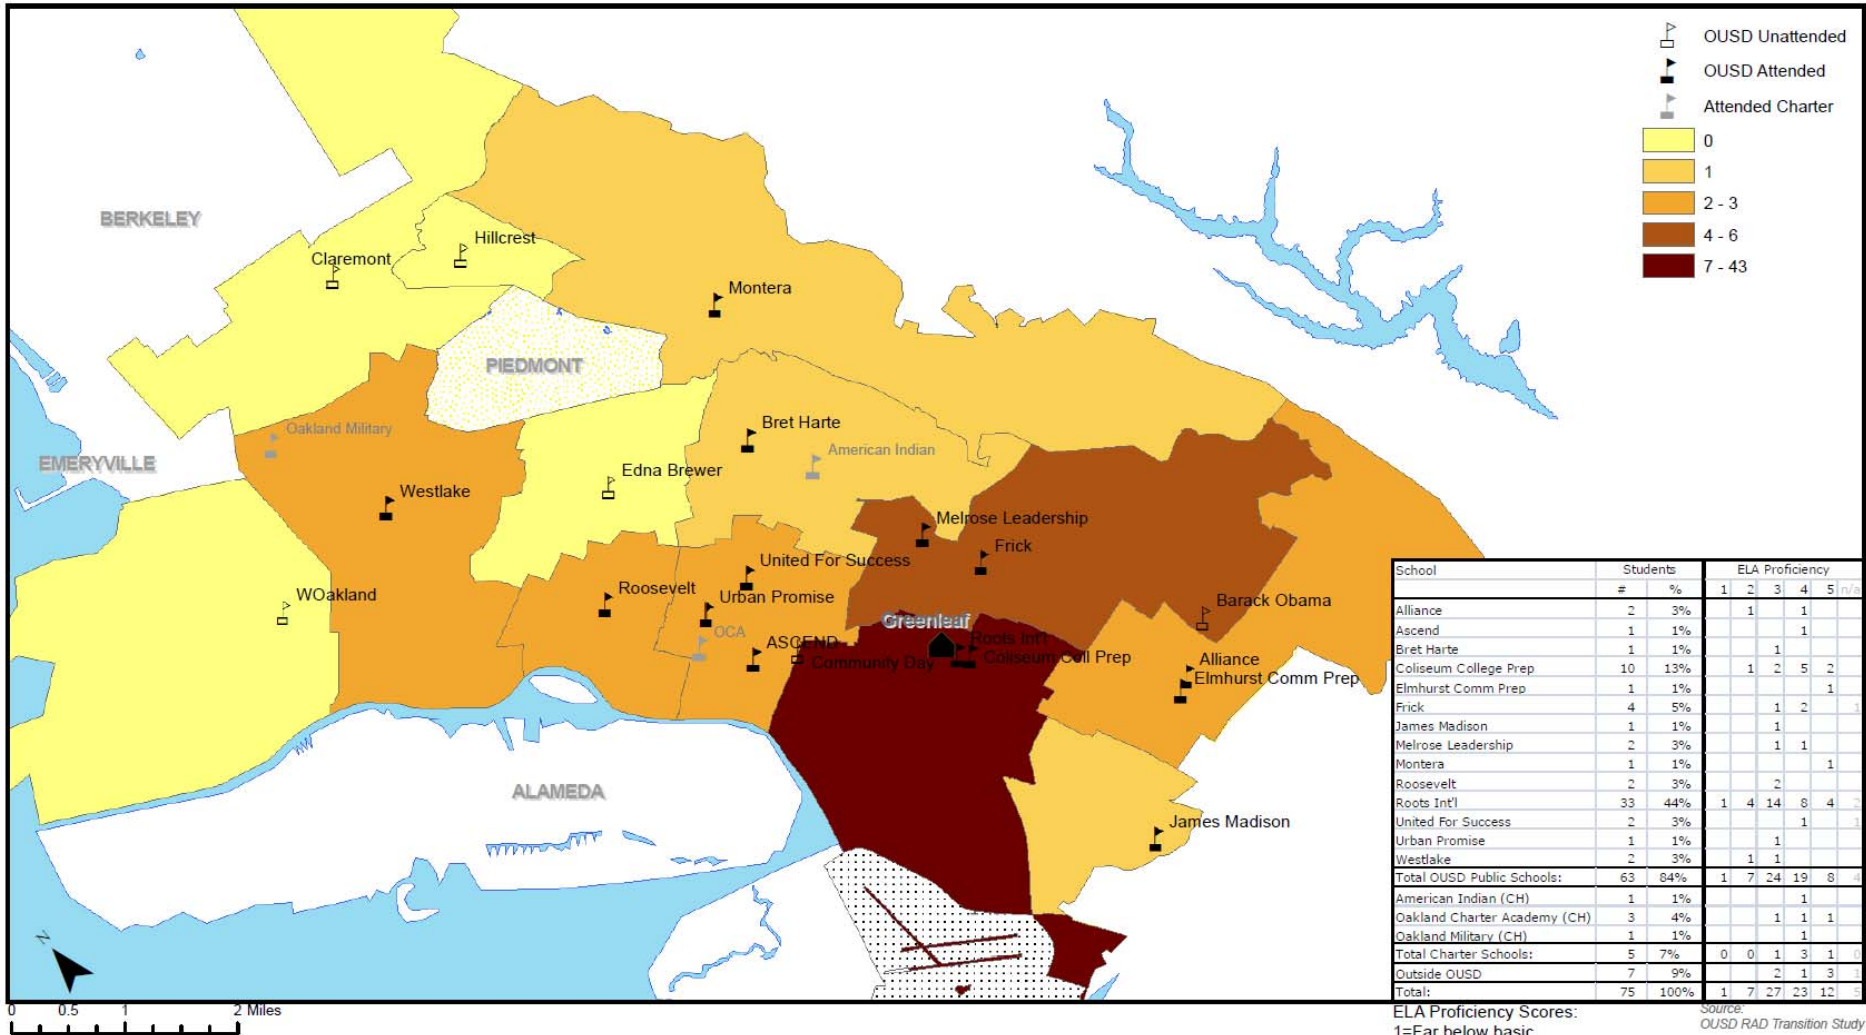 OUSD Unattended
OUSD Attended
Attended Charter
0
1
2 - 3
4 - 6
7 - 43
BERKELEY
Hillcrest
Claremont
Montera
PIEDMONT
Bret Harte
Oakland Military
American Indian
EMERYVILLE
Edna Brewer
Westlake
Melrose Leadership
Frick
United For Success
Roosevelt
WOakland
Urban Promise
Barack Obama
Greenleaf
OCA
Roots Int'l
ASCEND
Community Day
Coliseum Coll Prep
Alliance
Elmhurst Comm Prep
ALAMEDA
James Madison
School Students ELA Proficiency
# % 1 2 3 4 5 n/a
Alliance 2 3% 1 1
Ascend 1 1% 1
Bret Harte 1 1% 1
Coliseum College Prep 10 13% 1 2 5 2
Elmhurst Comm Prep 1 1% 1
Frick 4 5% 1 2 1
James Madison 1 1% 1
Melrose Leadership 2 3% 1 1
Montera 1 1% 1
Roosevelt 2 3% 2
Roots Int'l 33 44% 1 4 14 8 4 2
United For Success 2 3% 1 1
Urban Promise 1 1% 1
Westlake 2 3% 1 1
Total OUSD Public Schools: 63 84% 1 7 24 19 8 4
American Indian (CH) 1 1% 1
Oakland Charter Academy (CH) 3 4% 1 1 1
Oakland Military (CH) 1 1% 1
Total Charter Schools: 5 7% 0 0 1 3 1 0
Outside OUSD 7 9% 2 1 3 1
Total: 75 100% 1 7 27 23 12 5
N
0 0.5 1 2 Miles
ELA Proficiency Scores:
1=Far below basic
Source:
OUSD RAD Transition Study